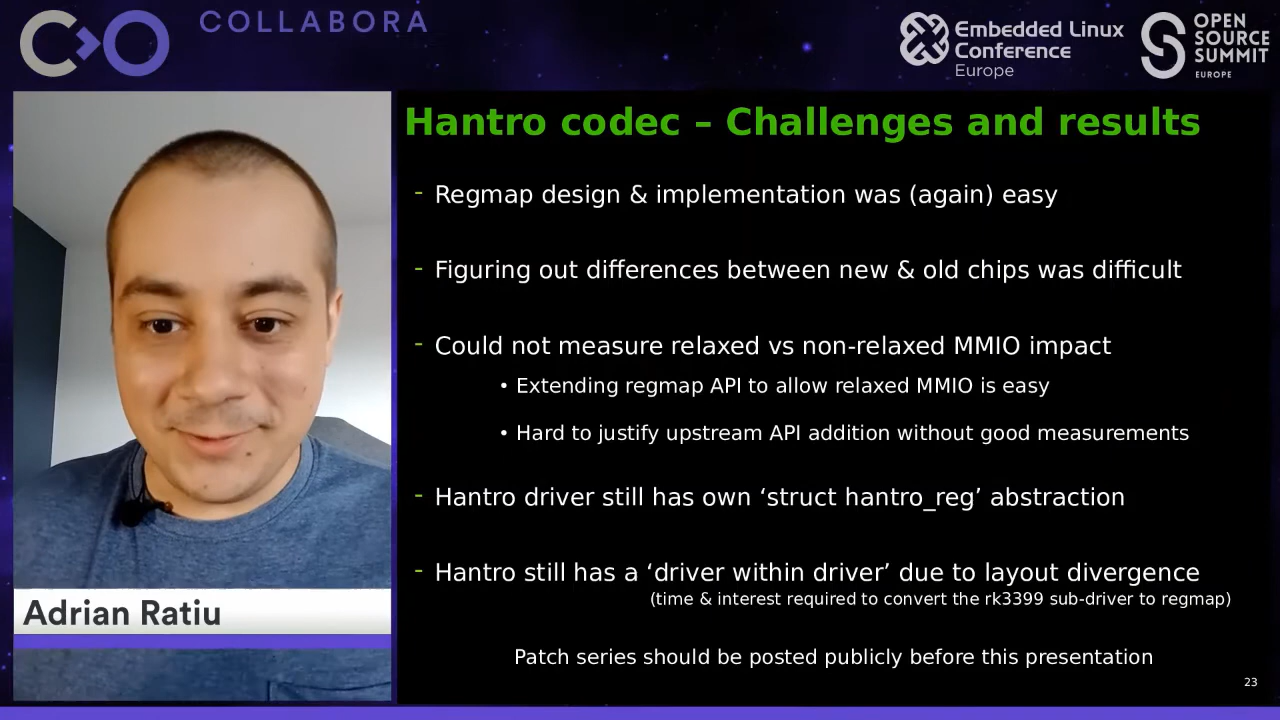 COLLABORA
Embedded Linux
Conference
Europe
OPEN
SOURCE
SUMMIT
EUROPE
Hantro codec – Challenges and results
- Regmap design & implementation was (again) easy
- Figuring out differences between new & old chips was difficult
- Could not measure relaxed vs non-relaxed MMIO impact
• Extending regmap API to allow relaxed MMIO is easy
• Hard to justify upstream API addition without good measurements
- Hantro driver still has own ‘struct hantro_reg’ abstraction
- Hantro still has a ‘driver within driver’ due to layout divergence
(time & interest required to convert the rk3399 sub-driver to regmap)
Patch series should be posted publicly before this presentation
23
Adrian Ratiu